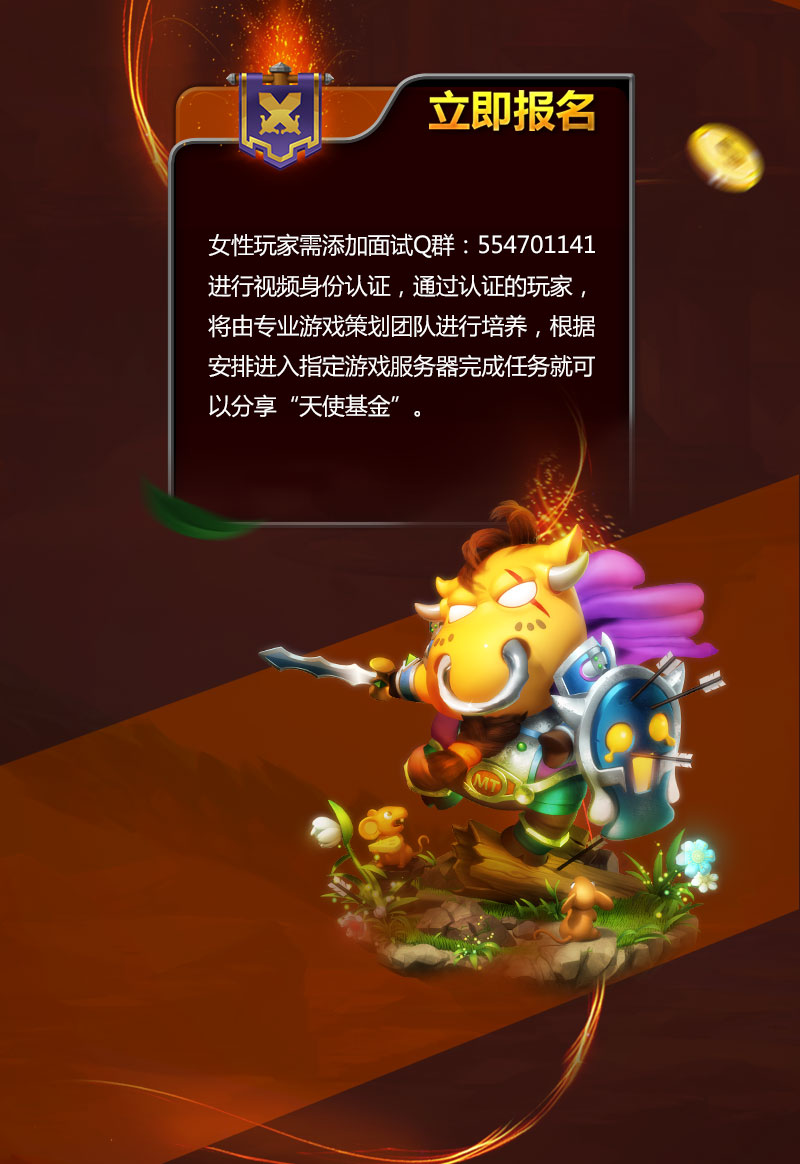 立即报名
女性玩家需添加面试Q群：554701141
进行视频身份认证，通过认证的玩家，
将由专业游戏策划团队进行培养，根据
安排进入指定游戏服务器完成任务就可
以分享“天使基金”。
MT